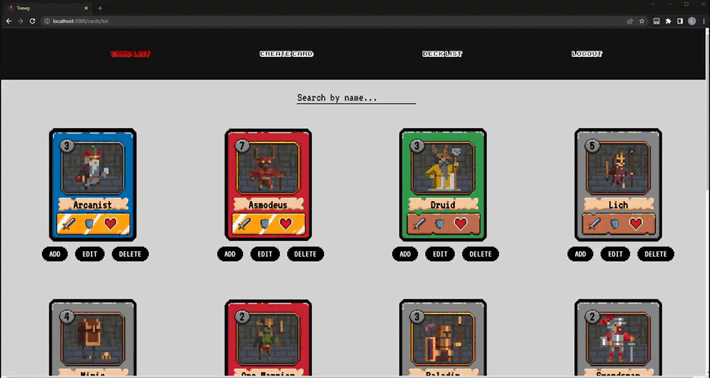 Toowg
localhost:3000/cards/list
CARD LIST
CREATE CARD
DECK LIST
LOGOUT
Search by name...
3
7
3
5
Arcanist
Asmodeus
Druid
Lich
ADD EDIT DELETE
ADD EDIT DELETE
ADD EDIT DELETE
ADD EDIT DELETE
4
2
3
2
Mimic
Orc Warrior
Paladin
Swordsman